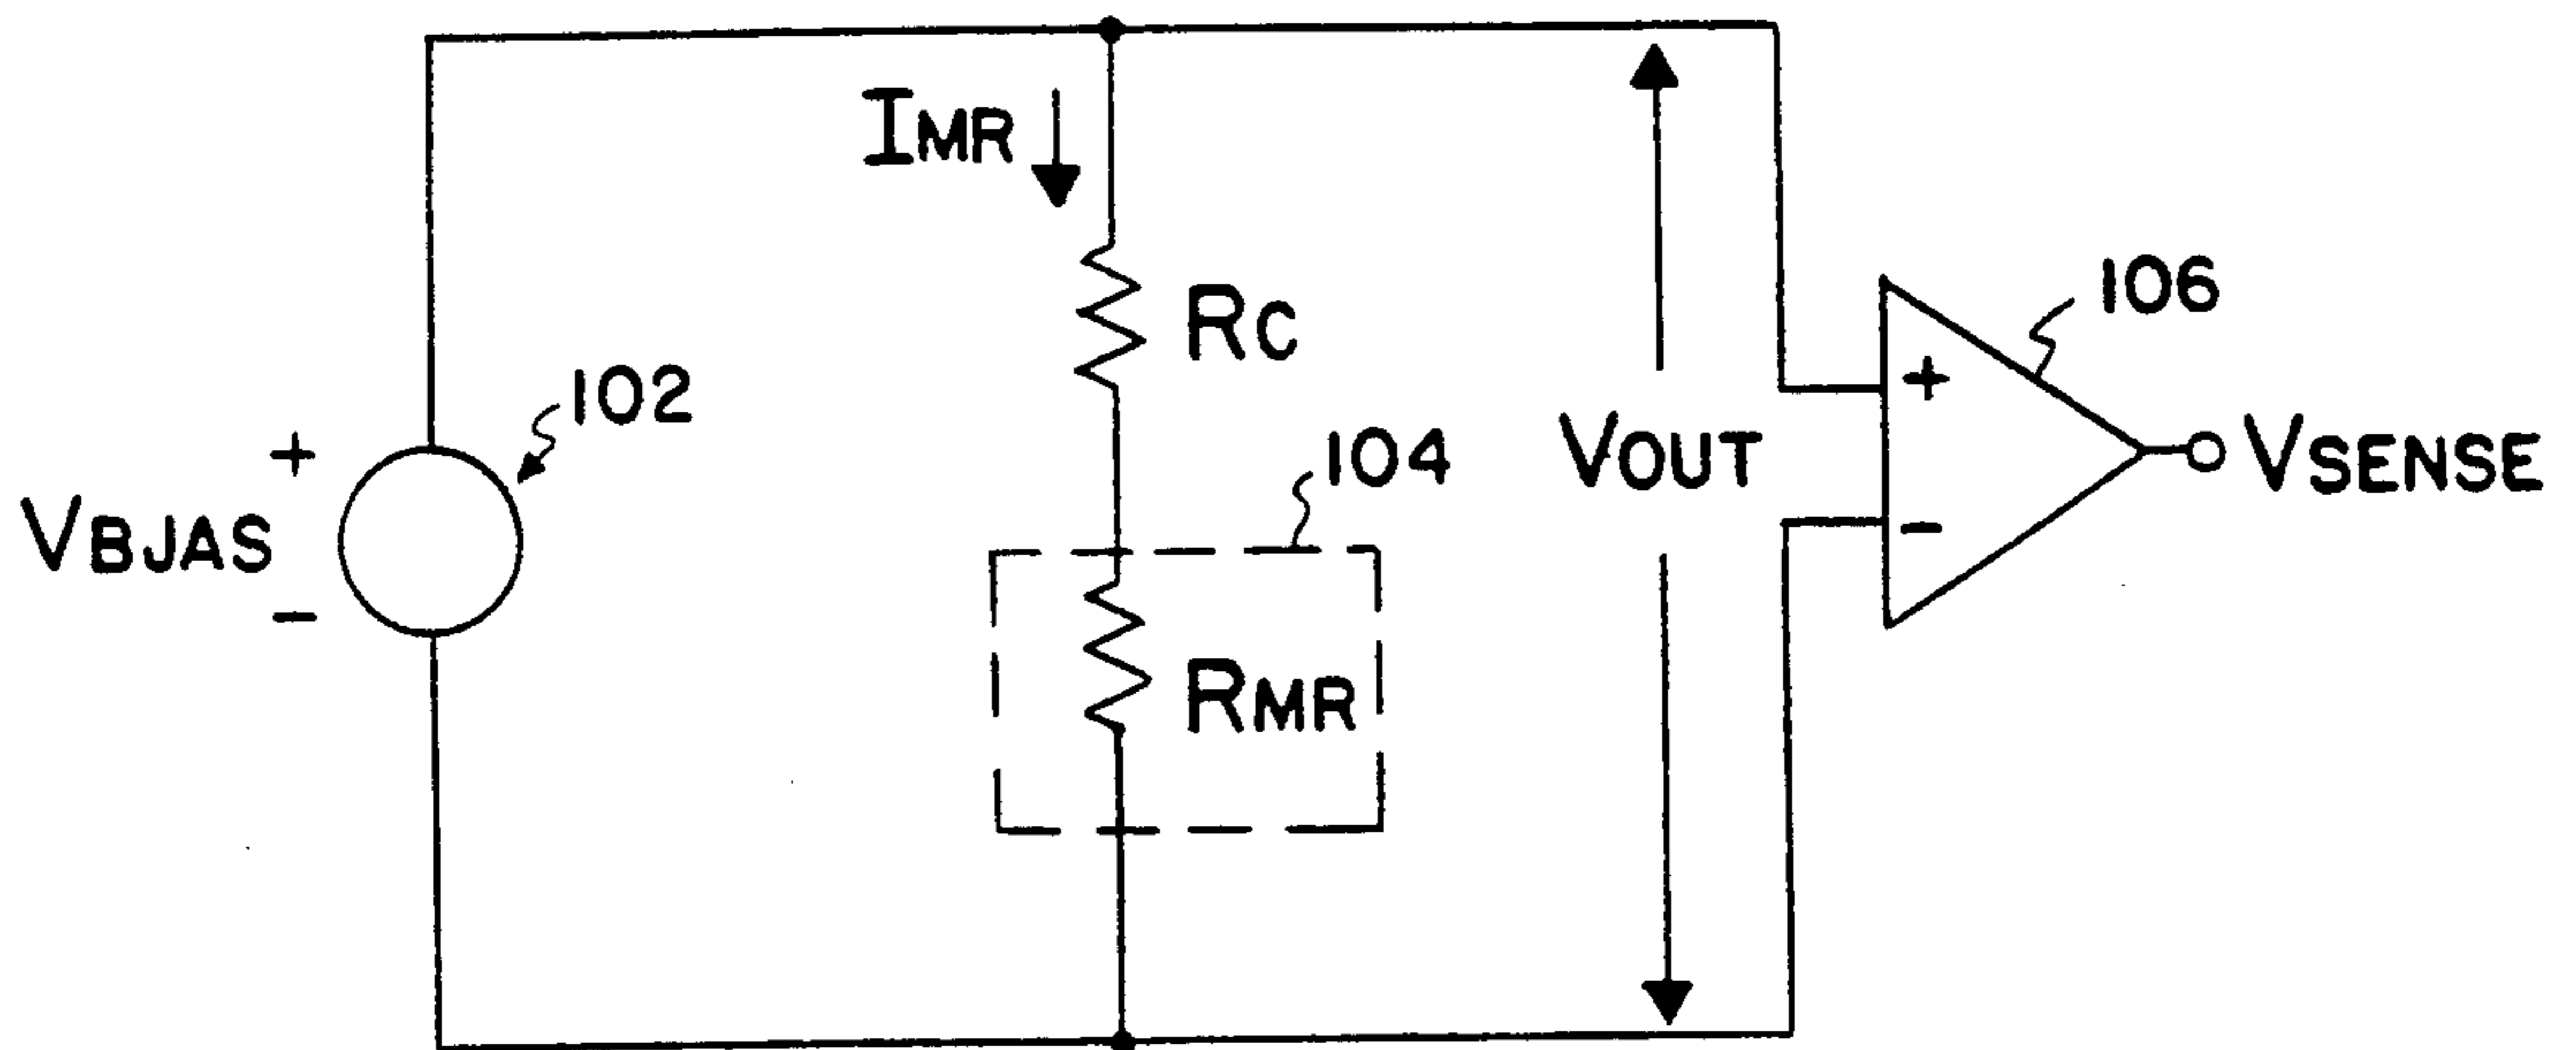 IMR
RC
106
102
+
+
VOUT
VSENSE
104
VBJAS
-
-
RMR